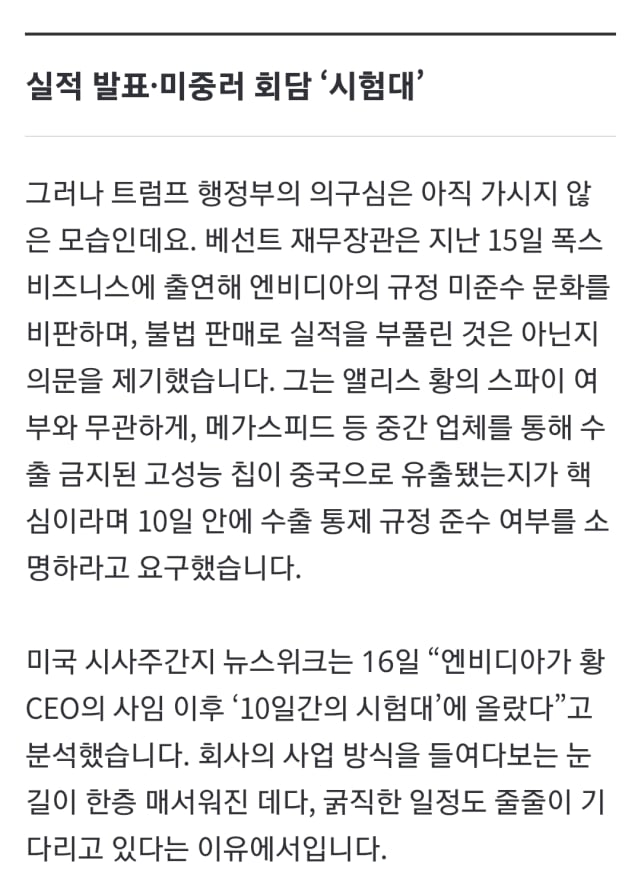 실적 발표·미중러 회담 ‘시험대’
그러나 트럼프 행정부의 의구심은 아직 가시지 않
은 모습인데요. 베선트 재무장관은 지난 15일 폭스
비즈니스에 출연해 엔비디아의 규정 미준수 문화를
비판하며, 불법 판매로 실적을 부풀린 것은 아닌지
의문을 제기했습니다. 그는 앨리스 황의 스파이 여
부와 무관하게, 메가스피드 등 중간 업체를 통해 수
출 금지된 고성능 칩이 중국으로 유출됐는지가 핵
심이라며 10일 안에 수출 통제 규정 준수 여부를 소
명하라고 요구했습니다.
미국 시사주간지 뉴스위크는 16일 “엔비디아가 황
CEO의 사임 이후 ‘10일간의 시험대’에 올랐다”고
분석했습니다. 회사의 사업 방식을 들여다보는 눈
길이 한층 매서워진 데다, 굵직한 일정도 줄줄이 기
다리고 있다는 이유에서입니다.